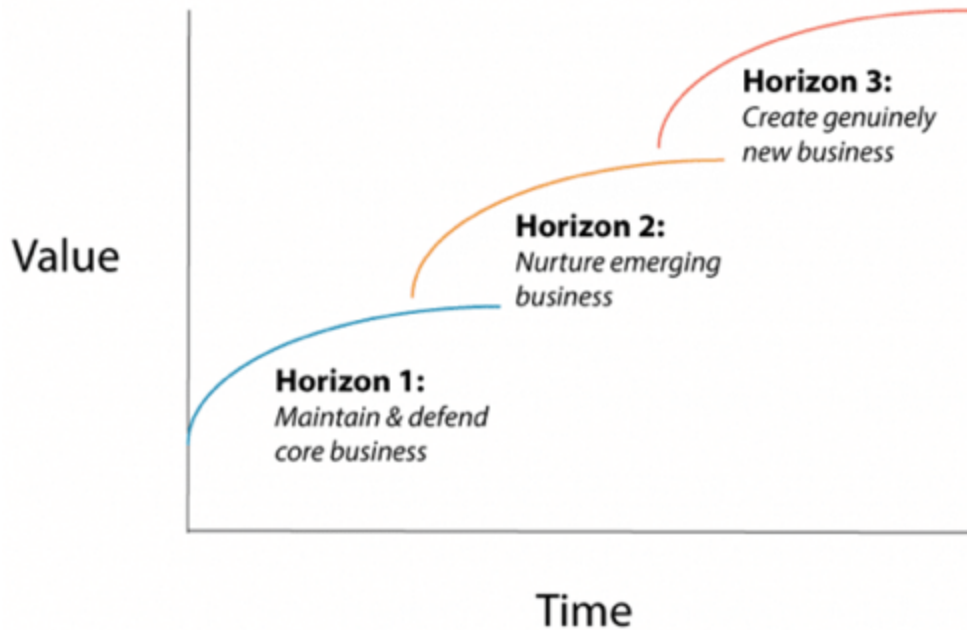 Horizon 3:
Create genuinely
new business
Horizon 2:
Nurture emerging
business
Value
Horizon 1:
Maintain & defend
core business
Time